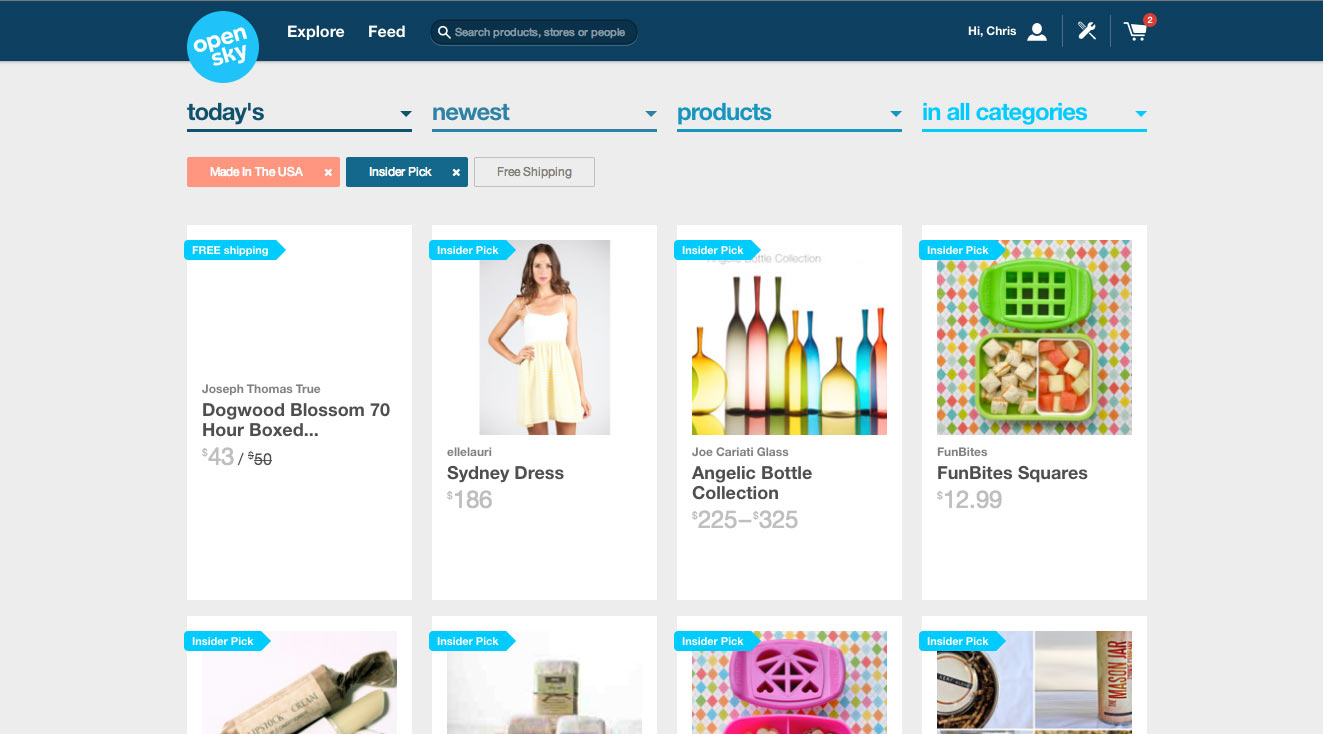 open
sky
Explore
Feed
Search products, stores or people
Hi, Chris
2
today's
newest
products
in all categories
Made In The USA ×
Insider Pick ×
Free Shipping
FREE shipping
Joseph Thomas True
Dogwood Blossom 70
Hour Boxed...
$43 / $50
Insider Pick
ellelauri
Sydney Dress
$186
Insider Pick
Angelic Bottle Collection
Joe Cariati Glass
Angelic Bottle
Collection
$225–$325
Insider Pick
FunBites
FunBites Squares
$12.99
Insider Pick
CREAM
Insider Pick
Insider Pick
Insider Pick
THE
MASON JAR